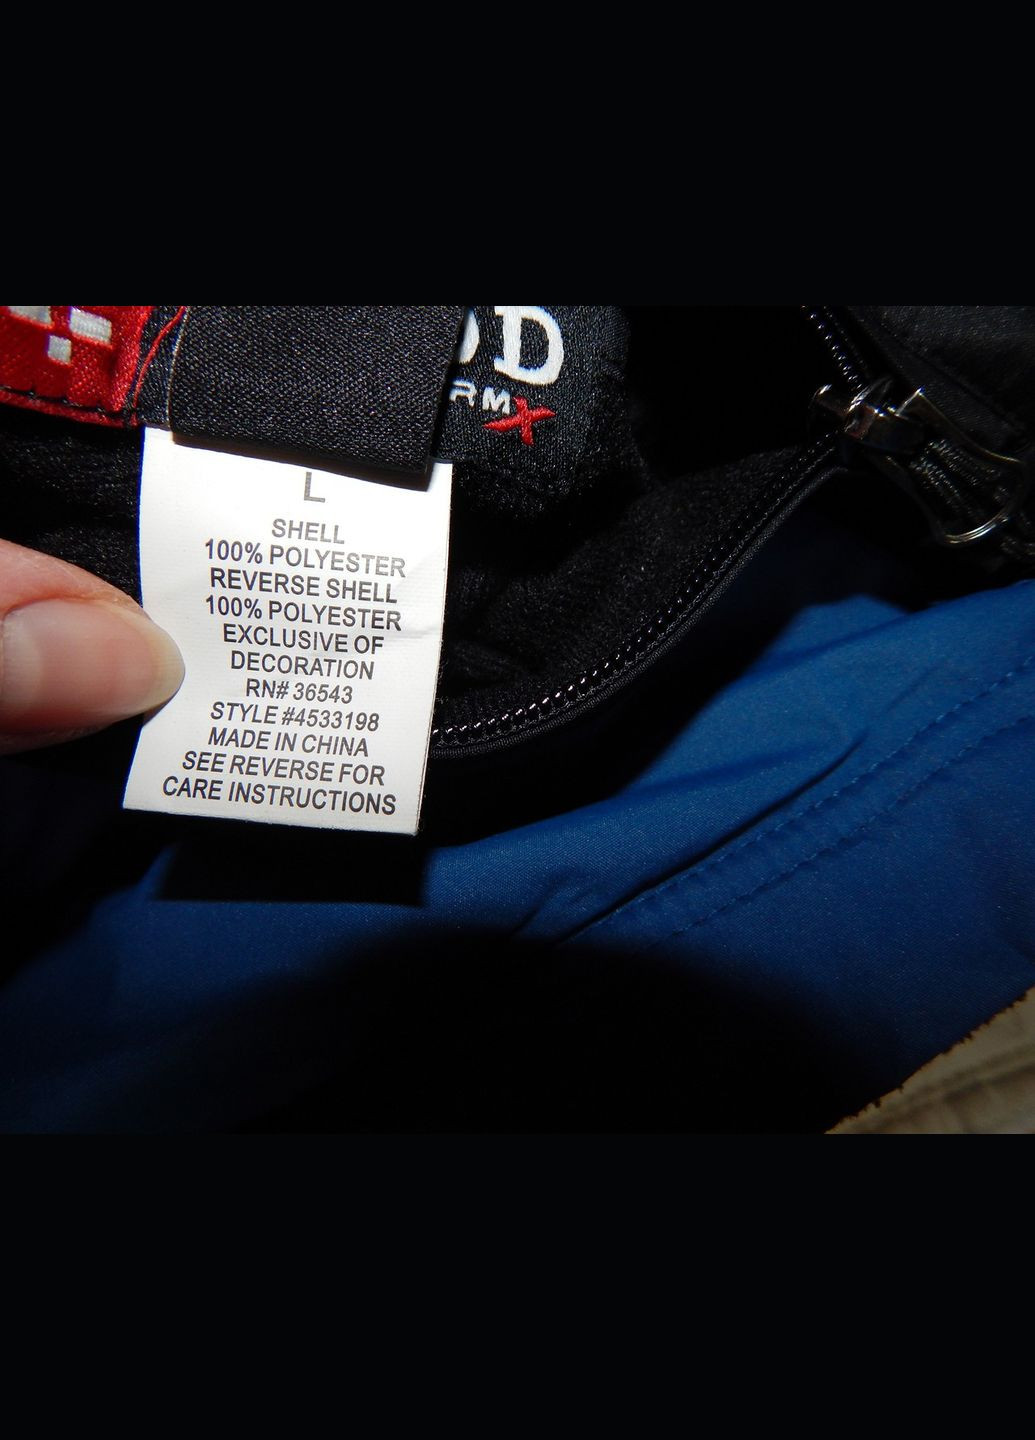 L
SHELL
100% POLYESTER
REVERSE SHELL
100% POLYESTER
EXCLUSIVE OF
DECORATION
RN# 36543
STYLE #4533198
MADE IN CHINA
SEE REVERSE FOR
CARE INSTRUCTIONS